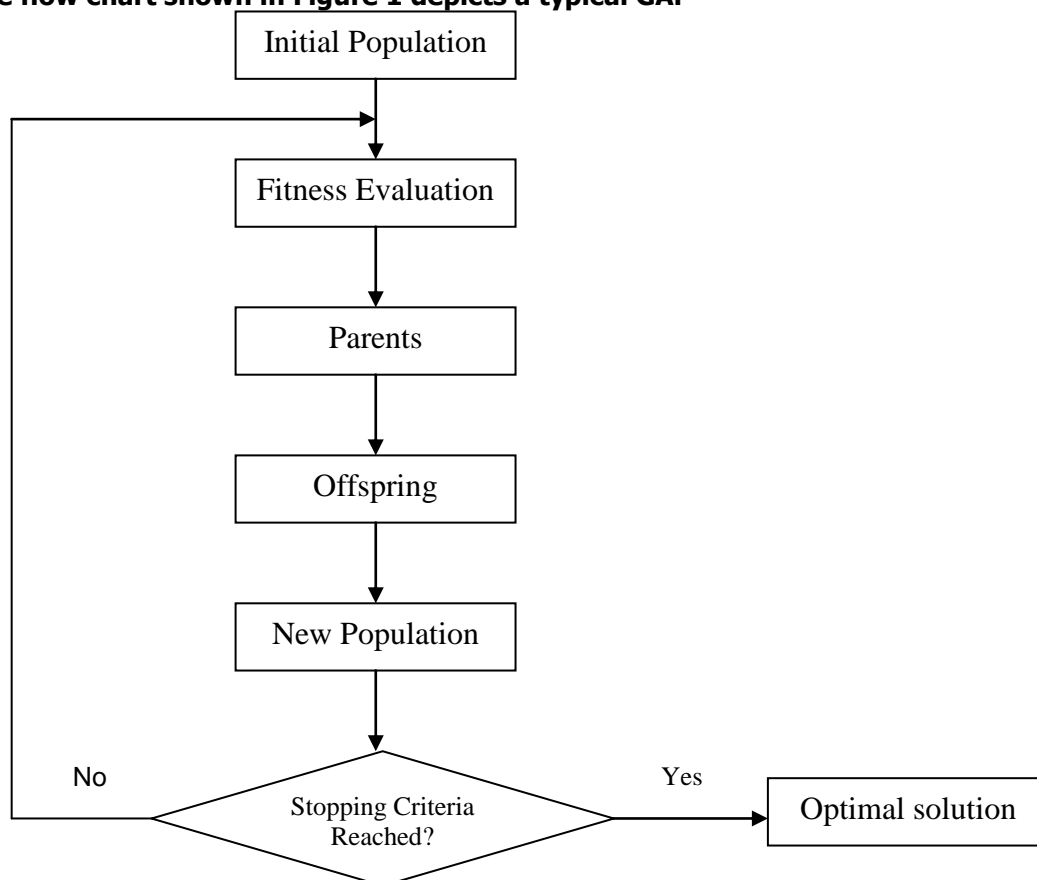 flow chart shown in Figure 1 depicts a typical GA.
Initial Population
Fitness Evaluation
Parents
Offspring
New Population
No
Yes
Stopping Criteria
Reached?
Optimal solution